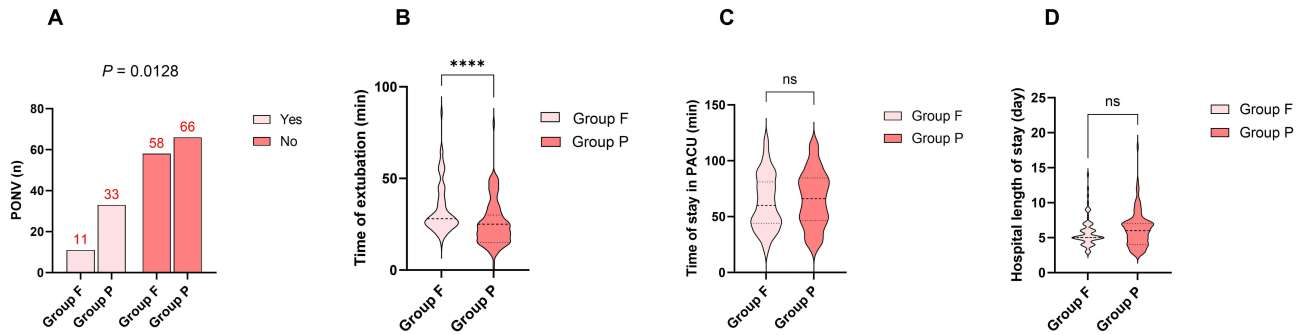 A
P = 0.0128
PONV (n)
80
60
40
20
0
11
33
58
66
Group F
Group P
Group F
Group P
Yes
No
B
Time of extubation (min)
100
50
0
****
Group F
Group P
Group F
Group P
C
Time of stay in PACU (min)
150
100
50
0
ns
Group F
Group P
Group F
Group P
D
Hospital length of stay (day)
25
20
15
10
5
0
ns
Group F
Group P
Group F
Group P